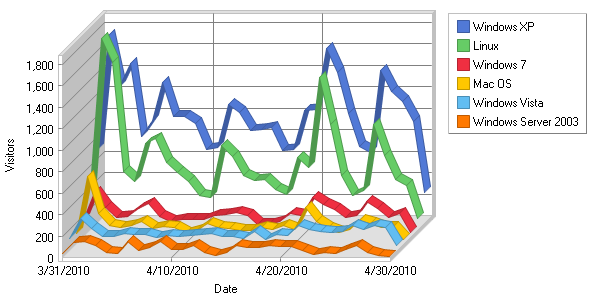 Visitors
1,800
1,600
1,400
1,200
1,000
800
600
400
200
0
3/31/2010
4/10/2010
4/20/2010
4/30/2010
Date
Windows XP
Linux
Windows 7
Mac OS
Windows Vista
Windows Server 2003